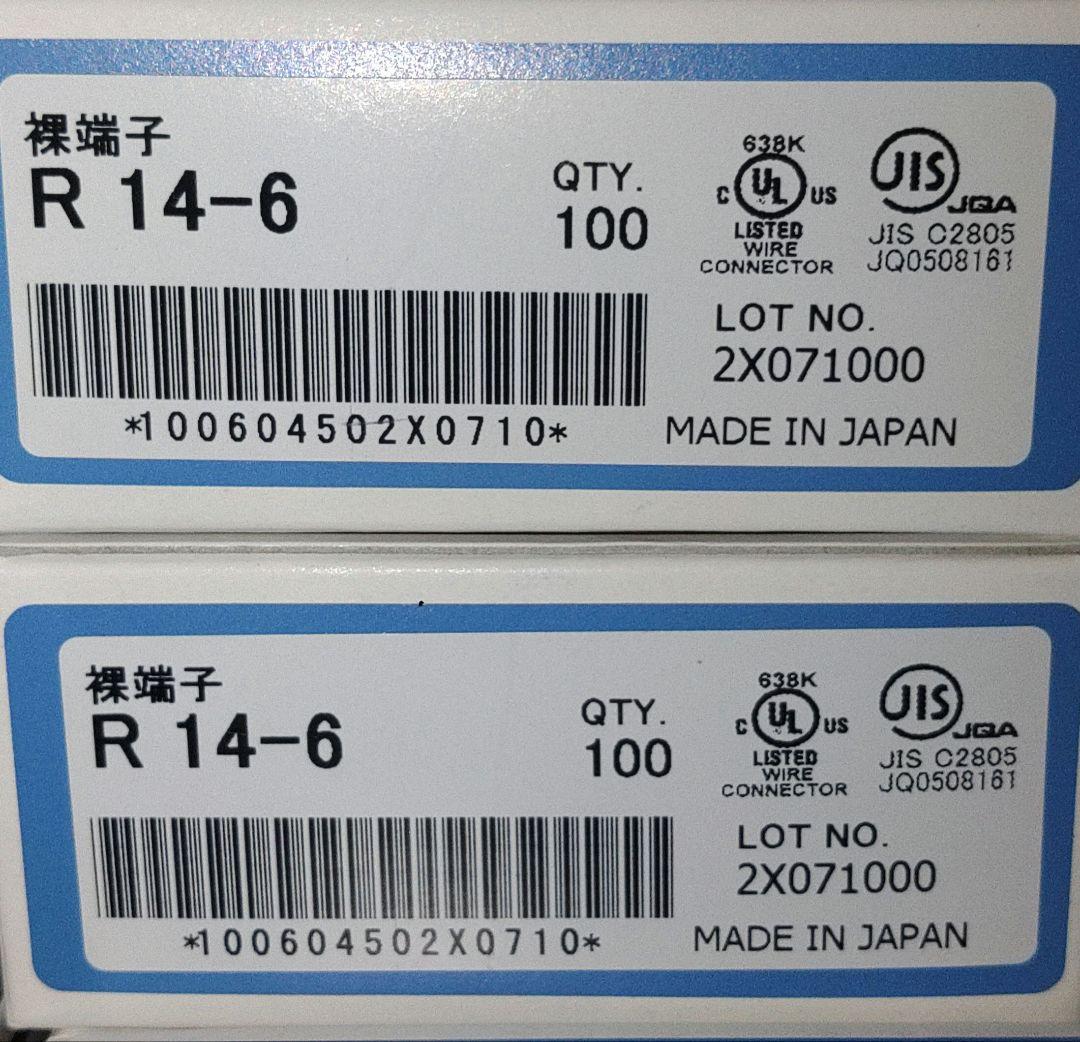 裸端子
R 14-6
QTY.
100
638K
C UL US
LISTED
WIRE
CONNECTOR
JIS
JQA
JIS C2805
JQ0508161
LOT NO.
2X071000
*100604502X0710*
MADE IN JAPAN
裸端子
R 14-6
QTY.
100
638K
C UL US
LISTED
WIRE
CONNECTOR
JIS
JQA
JIS C2805
JQ0508161
LOT NO.
2X071000
*100604502X0710*
MADE IN JAPAN